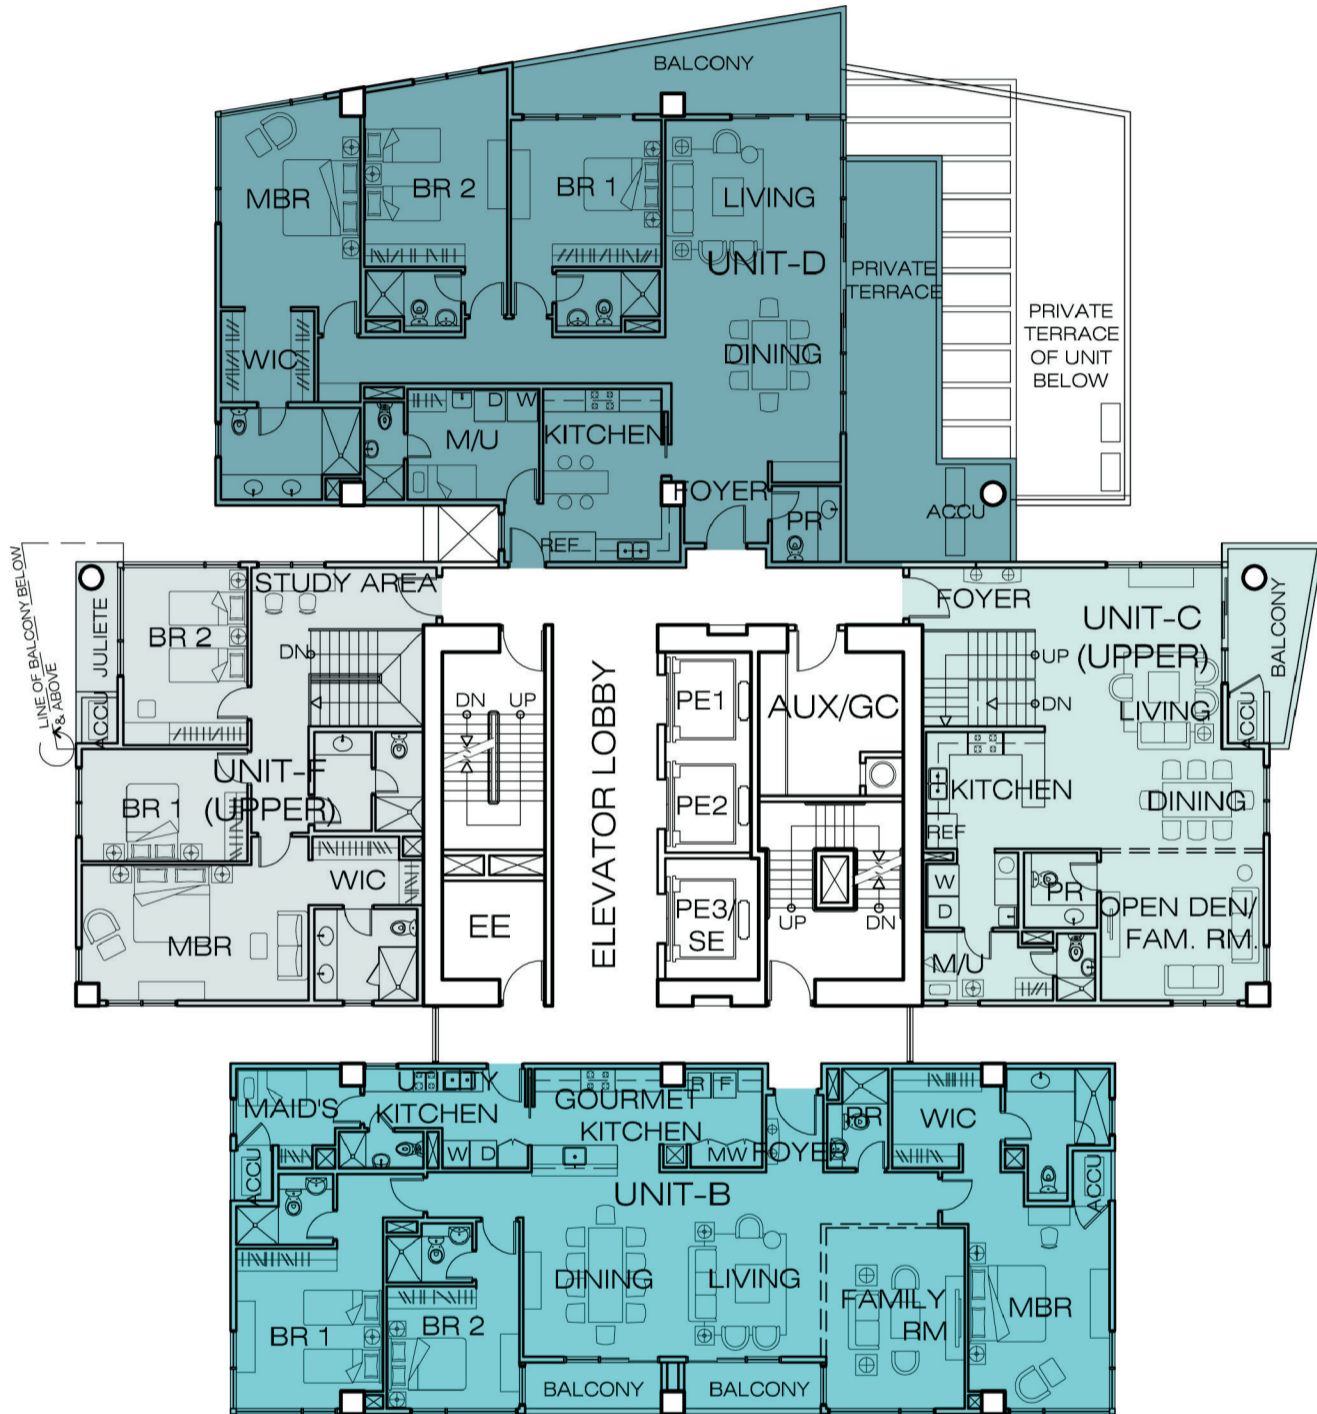 BALCONY
MBR
BR 2
BR 1
LIVING
UNIT-D
PRIVATE
TERRACE
PRIVATE
TERRACE
OF UNIT
BELOW
WIC
DINING
D
W
M/U
KITCHEN
FOYER
PR
ACCU
REF
LINE OF BALCONY BELOW
& ABOVE
JULIETE
ACCU
STUDY AREA
BR 2
DN
UNIT-F
(UPPER)
BR 1
WIC
MBR
DN
UP
EE
ELEVATOR LOBBY
PE1
PE2
PE3/
SE
AUX/GC
UP
DN
FOYER
UNIT-C
(UPPER)
UP
DN
LIVING
BALCONY
ACCU
KITCHEN
DINING
REF
W
D
PR
OPEN DEN/
FAM. RM.
M/U
MAID'S
KITCHEN
W
D
GOURMET
KITCHEN
R
F
MW
FOYER
PR
WIC
ACCU
ACCU
UNIT-B
DINING
LIVING
FAMILY
RM
MBR
BR 1
BR 2
BALCONY
BALCONY